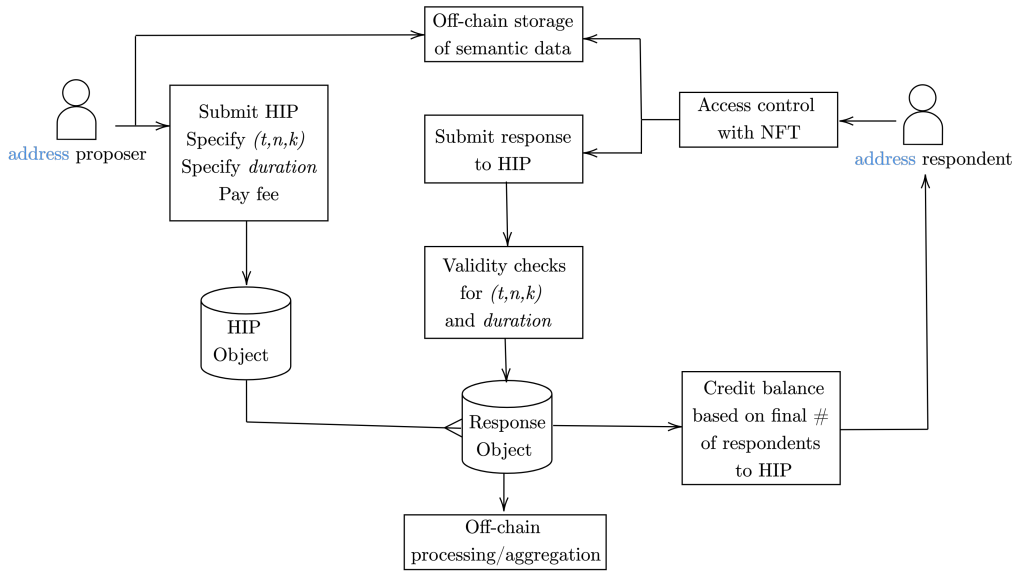 Off-chain storage
of semantic data
address proposer
Submit HIP
Specify (t,n,k)
Specify duration
Pay fee
Submit response
to HIP
Access control
with NFT
address respondent
Validity checks
for (t,n,k)
and duration
HIP
Object
Response
Object
Credit balance
based on final #
of respondents
to HIP
Off-chain
processing/aggregation